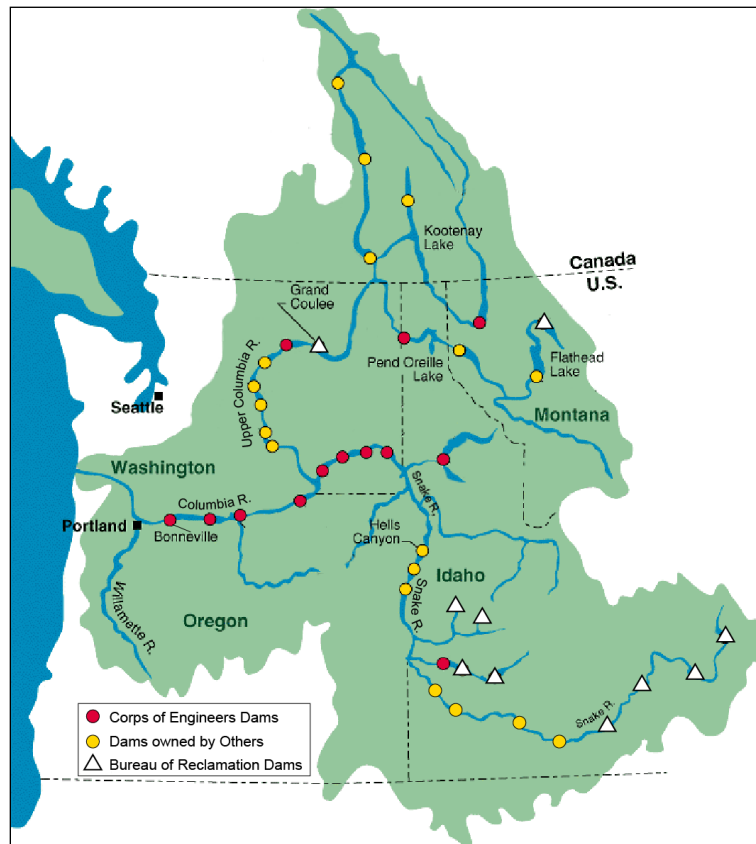 Kootenay
Lake
Canada
U.S.
Grand
Coulee
Upper Columbia R.
Pend Oreille
Lake
Flathead
Lake
Seattle
Montana
Washington
Columbia R.
Snake R.
Portland
Bonneville
Hells
Canyon
Idaho
Snake R.
Willamette R.
Oregon
Snake R.
Corps of Engineers Dams
Dams owned by Others
Bureau of Reclamation Dams